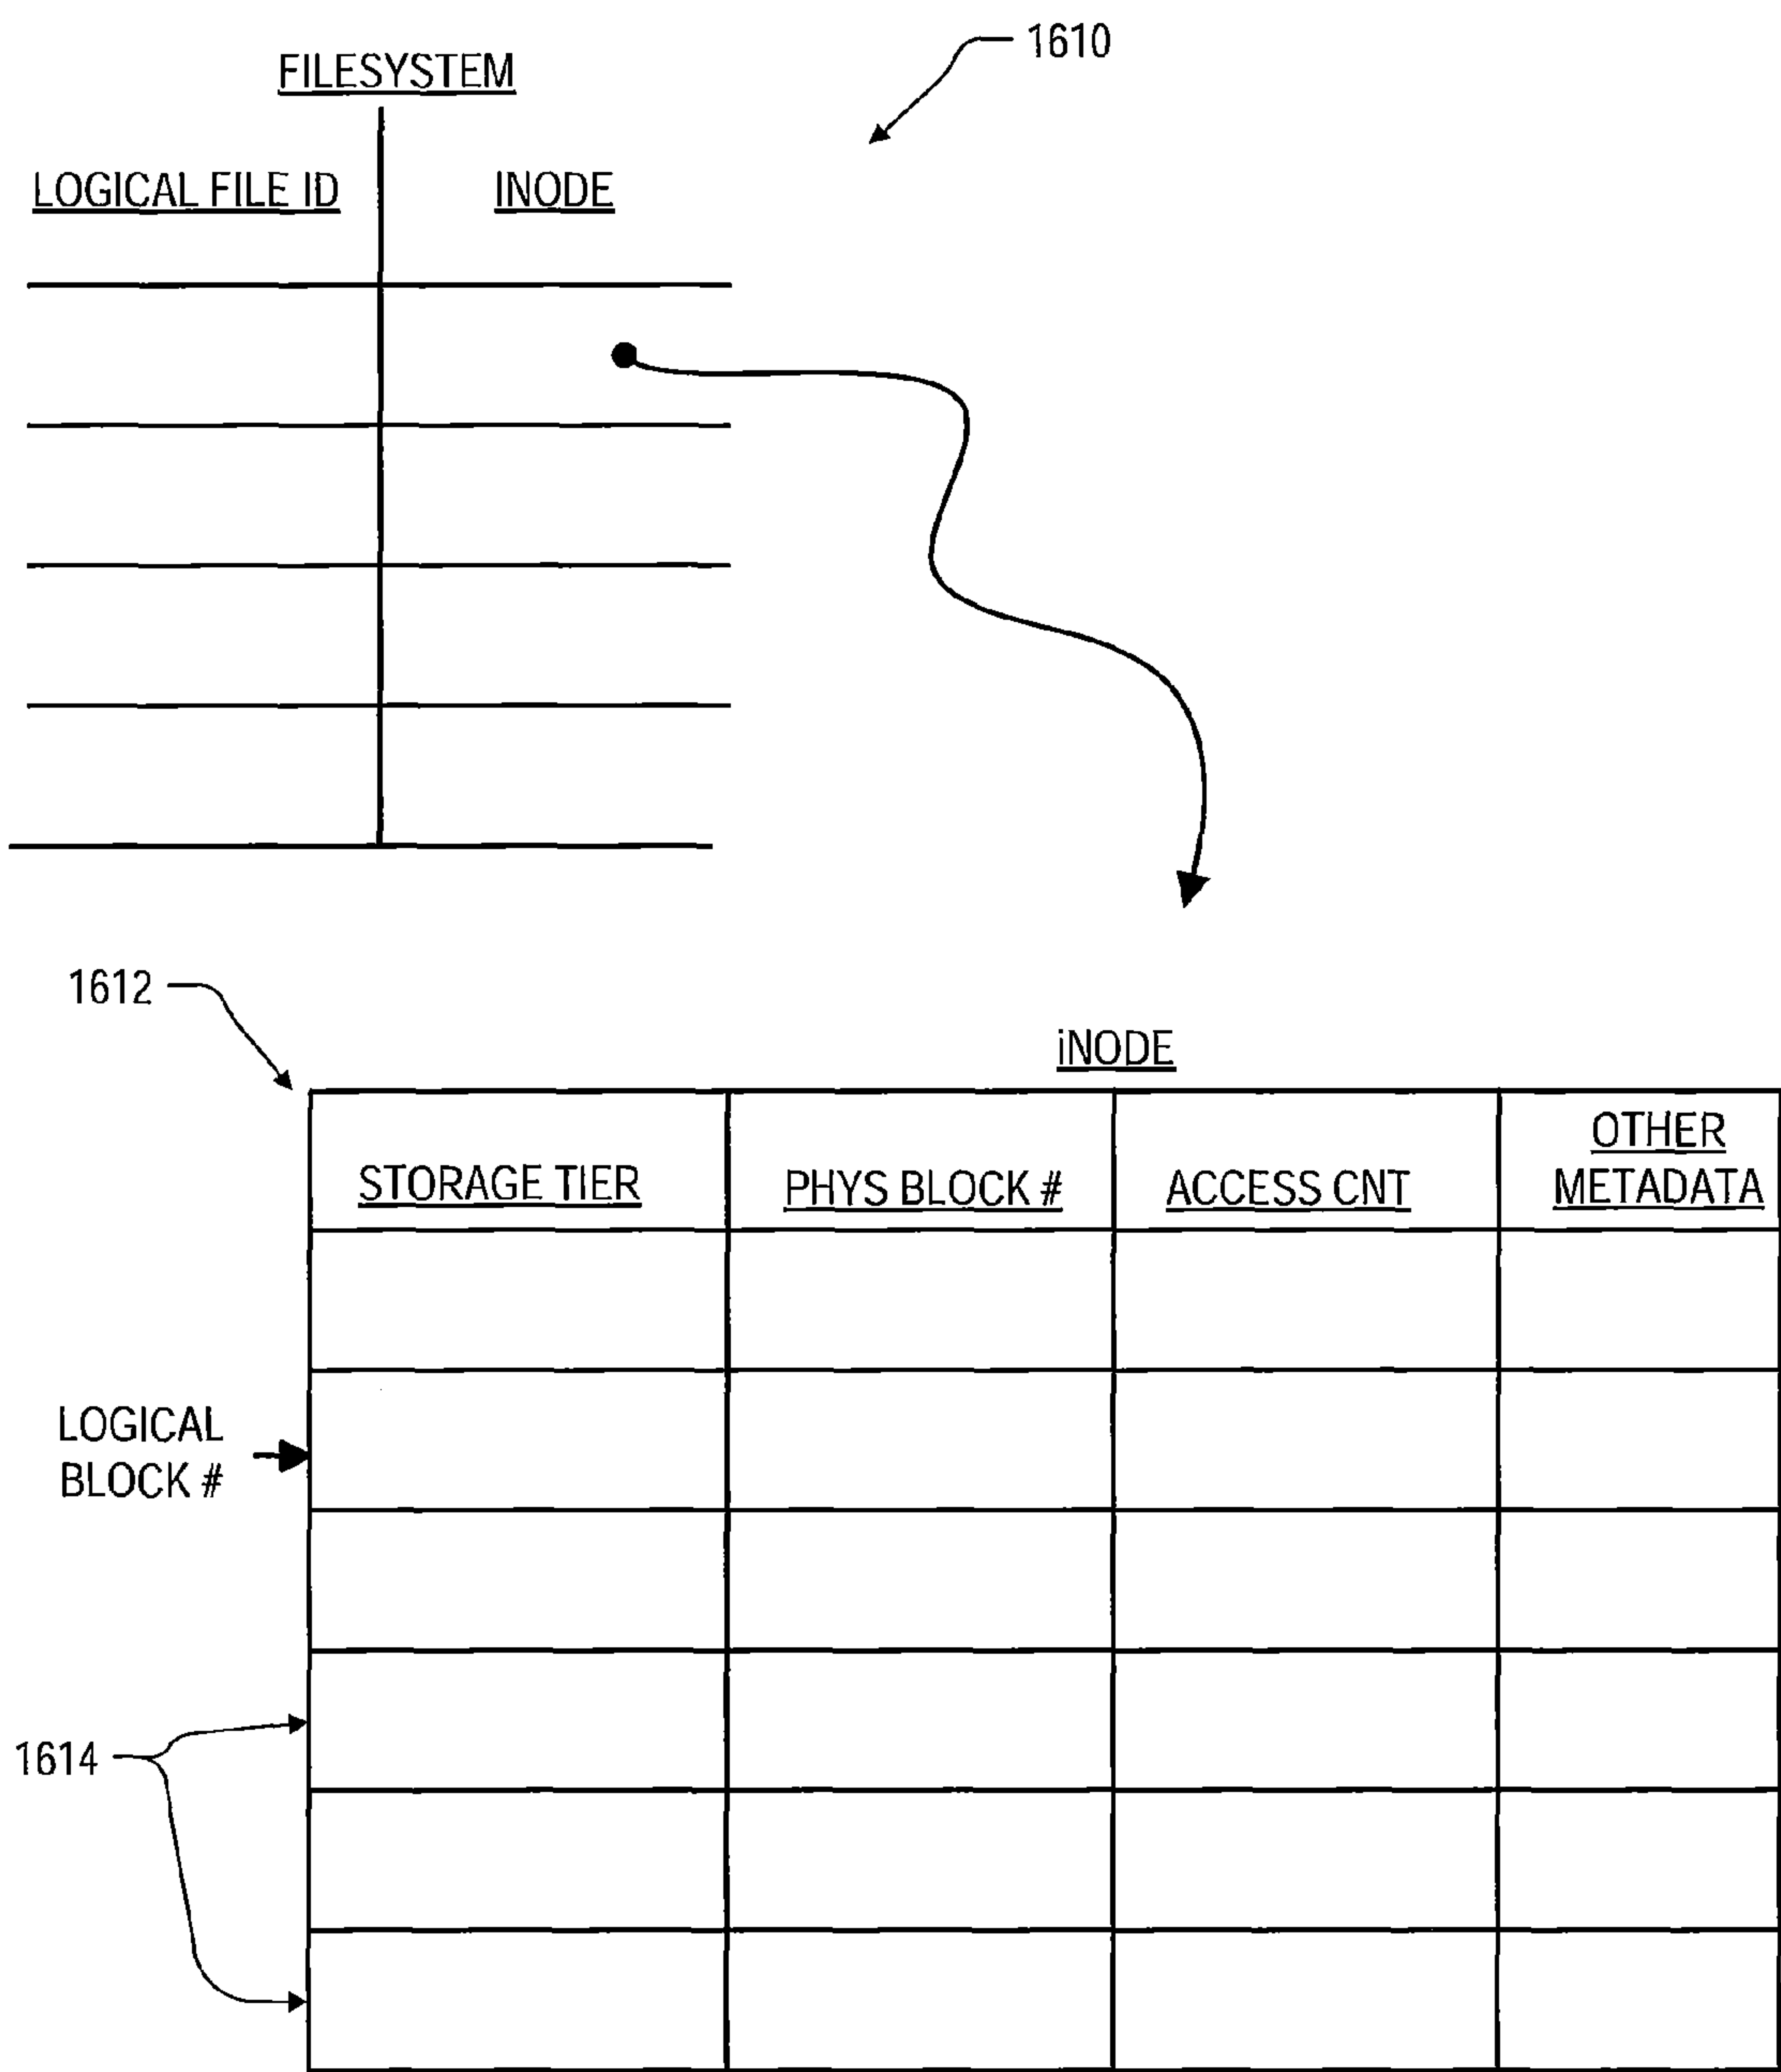 1610
FILESYSTEM
LOGICAL FILE ID
INODE
1612
iNODE
STORAGE TIER
PHYS BLOCK #
ACCESS CNT
OTHER
METADATA
LOGICAL
BLOCK #
1614